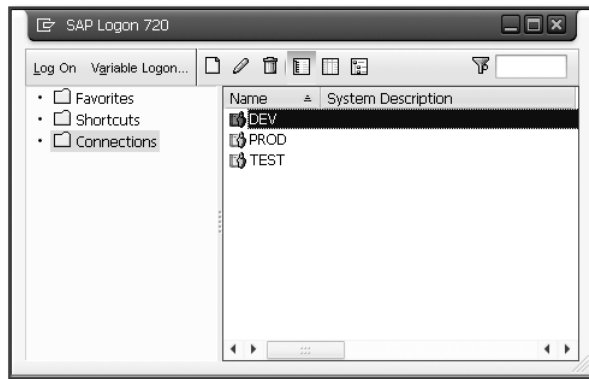 SAP Logon 720
Log On Variable Logon...
Favorites
Shortcuts
Connections
Name System Description
DEV
PROD
TEST